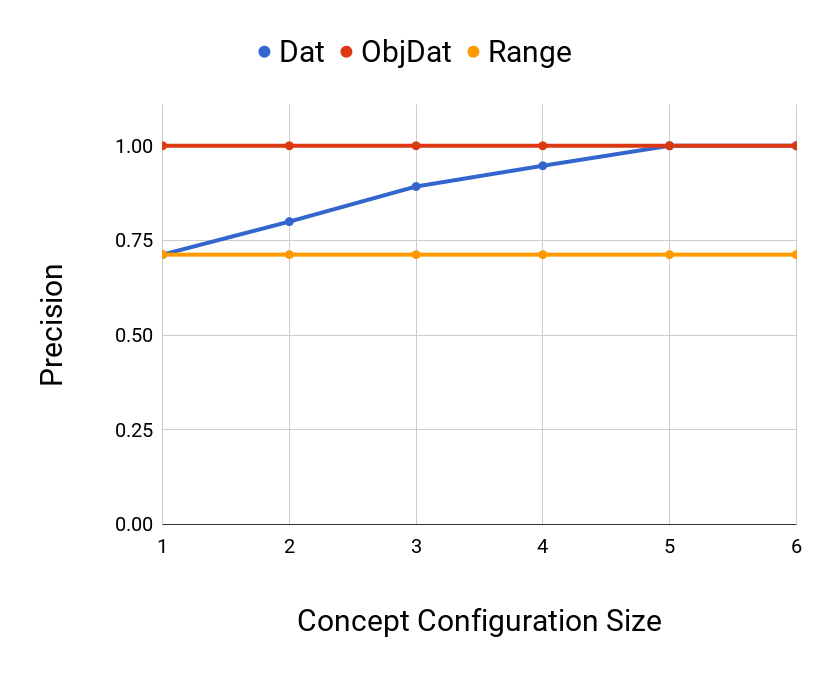 Dat ObjDat Range
1.00
0.75
0.50
0.25
0.00
Precision
1 2 3 4 5 6
Concept Configuration Size